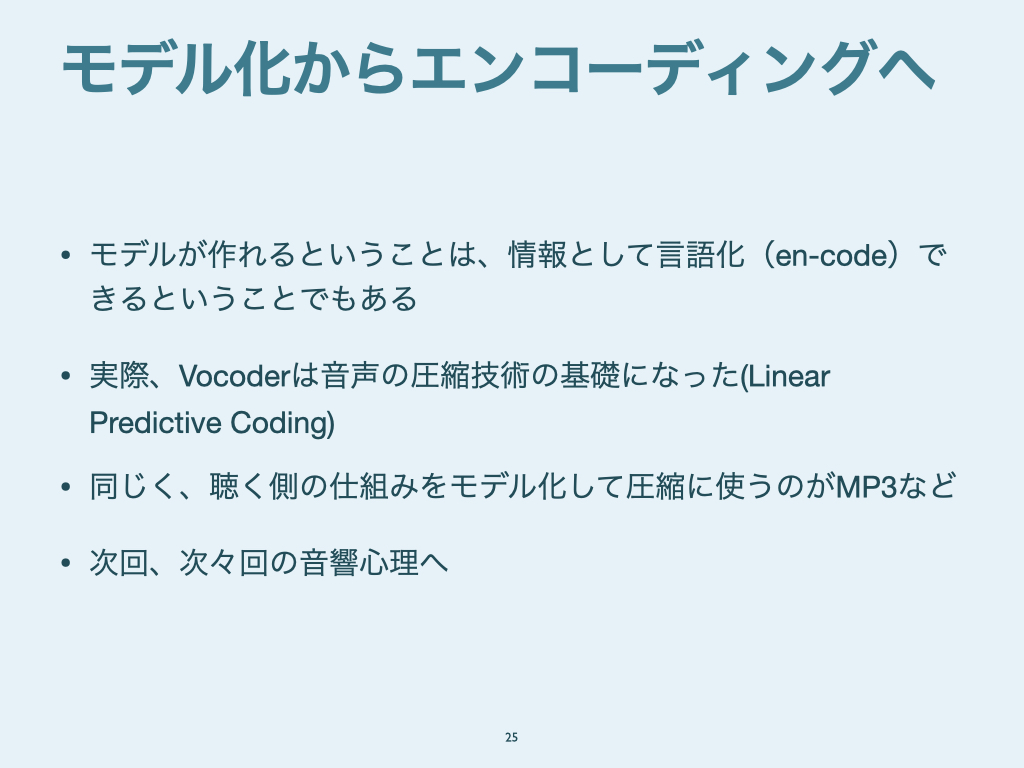 モデル化からエンコーディングへ
• モデルが作れるということは、情報として言語化（en-code）で
きるということでもある
• 実際、Vocoderは音声の圧縮技術の基礎になった(Linear
Predictive Coding)
• 同じく、聴く側の仕組みをモデル化して圧縮に使うのがMP3など
• 次回、次々回の音響心理へ
25